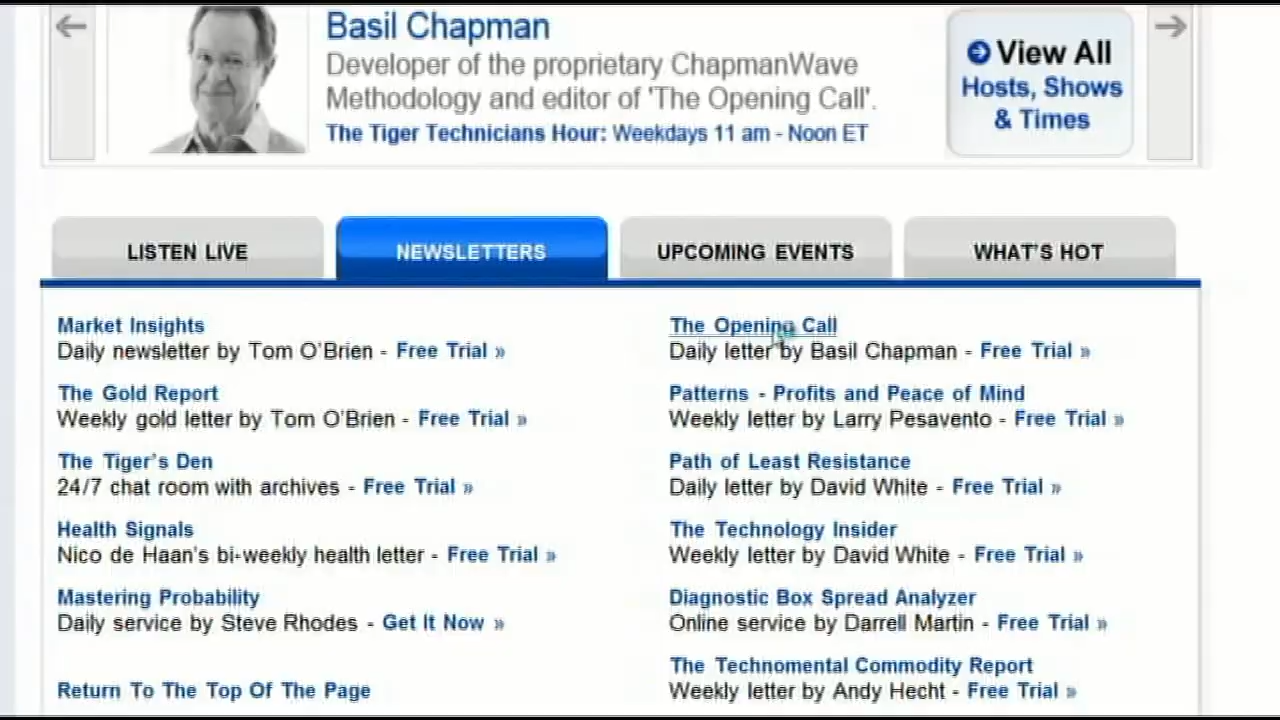 Basil Chapman
Developer of the proprietary ChapmanWave
Methodology and editor of 'The Opening Call'.
The Tiger Technicians Hour: Weekdays 11 am - Noon ET
View All
Hosts, Shows
& Times
LISTEN LIVE
NEWSLETTERS
UPCOMING EVENTS
WHAT'S HOT
Market Insights
Daily newsletter by Tom O'Brien - Free Trial »
The Gold Report
Weekly gold letter by Tom O'Brien - Free Trial »
The Tiger's Den
24/7 chat room with archives - Free Trial »
Health Signals
Nico de Haan's bi-weekly health letter - Free Trial »
Mastering Probability
Daily service by Steve Rhodes - Get It Now »
Return To The Top Of The Page
The Opening Call
Daily letter by Basil Chapman - Free Trial »
Patterns - Profits and Peace of Mind
Weekly letter by Larry Pesavento - Free Trial »
Path of Least Resistance
Daily letter by David White - Free Trial »
The Technology Insider
Weekly letter by David White - Free Trial »
Diagnostic Box Spread Analyzer
Online service by Darrell Martin - Free Trial »
The Technomental Commodity Report
Weekly letter by Andy Hecht - Free Trial »